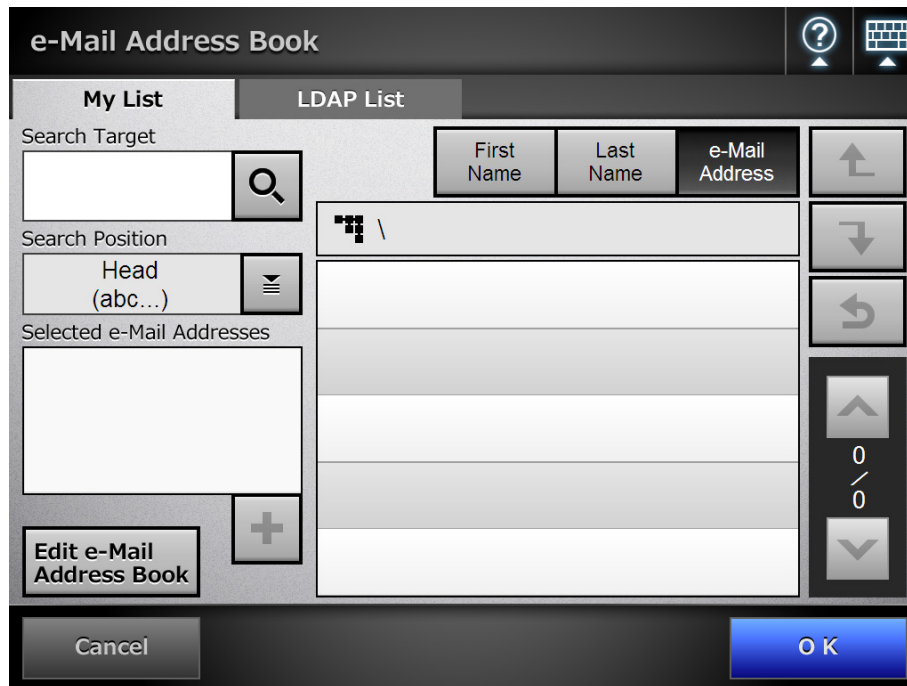 e-Mail Address Book
?
My List
LDAP List
Search Target
First
Name
Last
Name
e-Mail
Address
\
Search Position
Head
(abc...)
Selected e-Mail Addresses
0
/
0
Edit e-Mail
Address Book
Cancel
OK